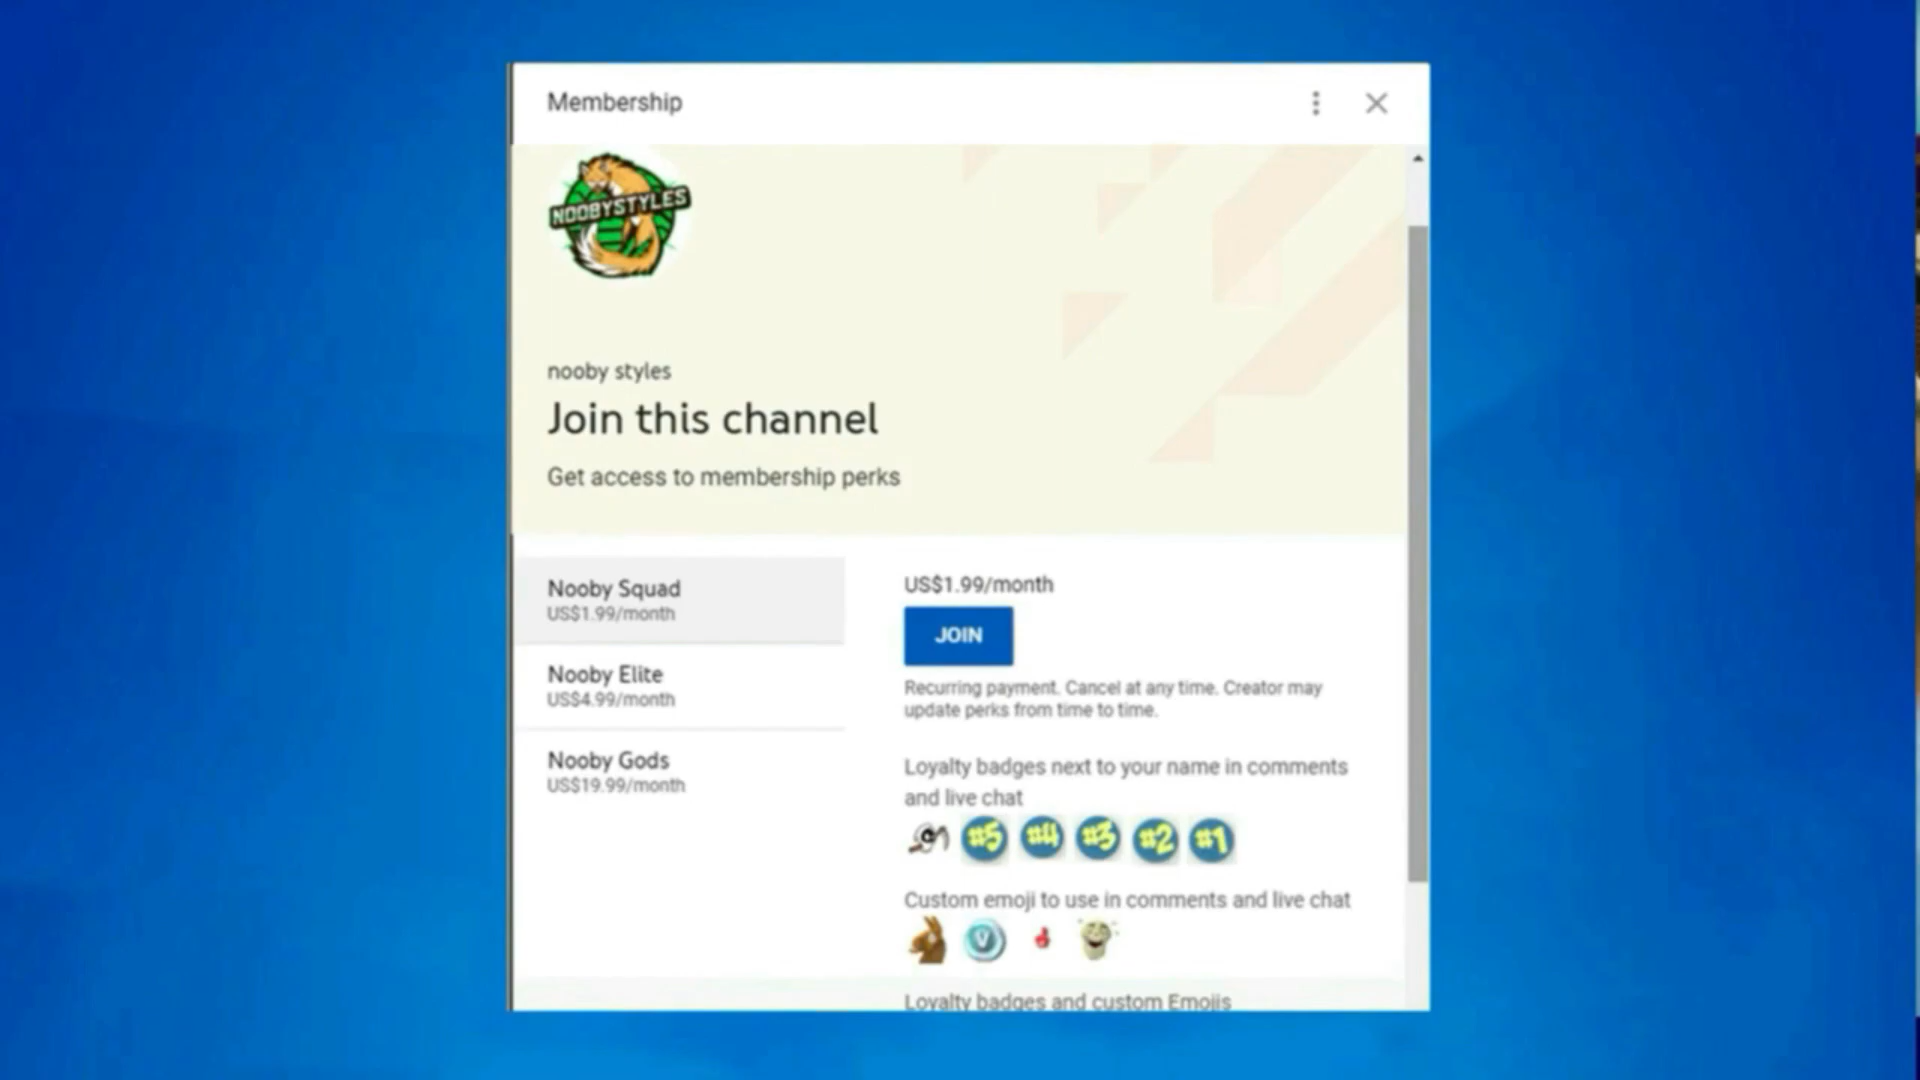 Membership
NOOBYSTYLES
nooby styles
Join this channel
Get access to membership perks
Nooby Squad
US$1.99/month
Nooby Elite
US$4.99/month
Nooby Gods
US$19.99/month
US$1.99/month
JOIN
Recurring payment. Cancel at any time. Creator may
update perks from time to time.
Loyalty badges next to your name in comments
and live chat
#5 #4 #3 #2 #1
Custom emoji to use in comments and live chat
V
Loyalty badges and custom Emojis